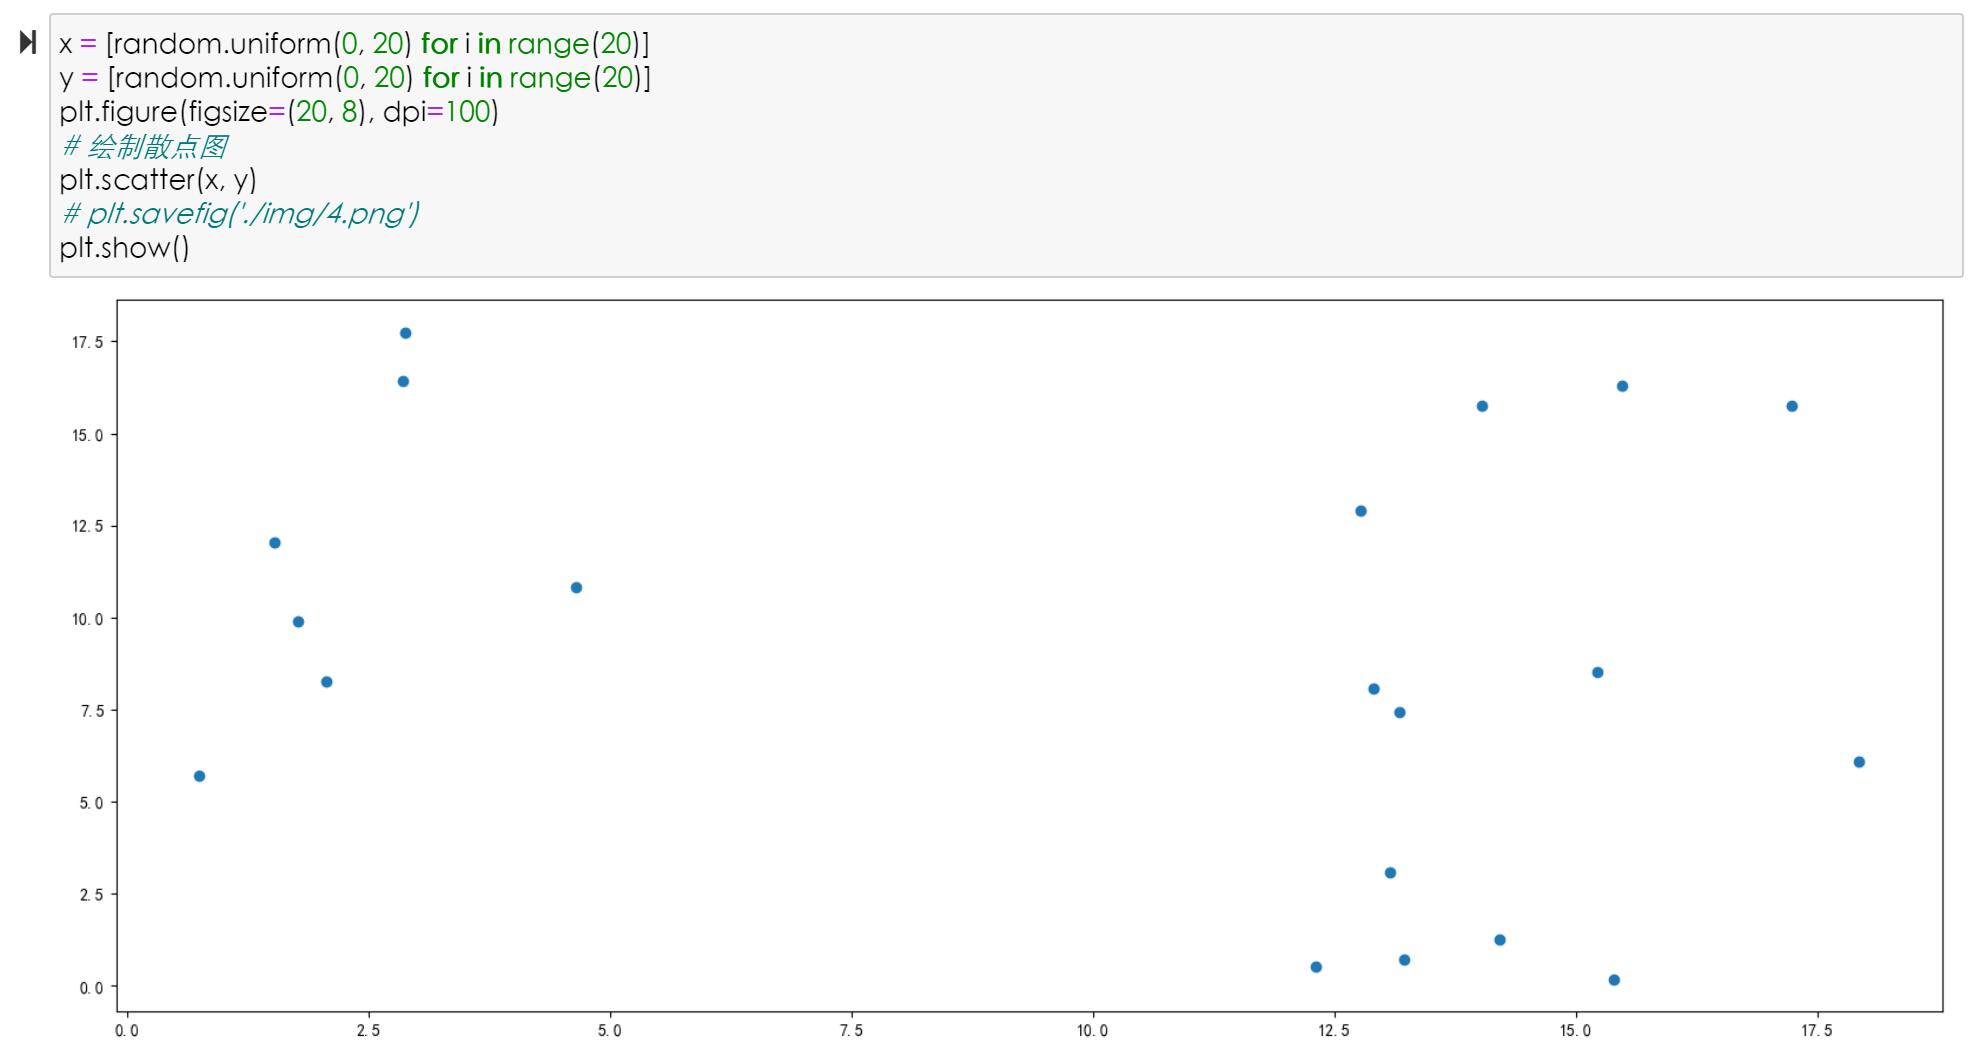 x = [random.uniform(0, 20) for i in range(20)]
y = [random.uniform(0, 20) for i in range(20)]
plt.figure(figsize=(20, 8), dpi=100)
# 绘制散点图
plt.scatter(x, y)
# plt.savefig('./img/4.png')
plt.show()
17.5
15.0
12.5
10.0
7.5
5.0
2.5
0.0
0.0 2.5 5.0 7.5 10.0 12.5 15.0 17.5